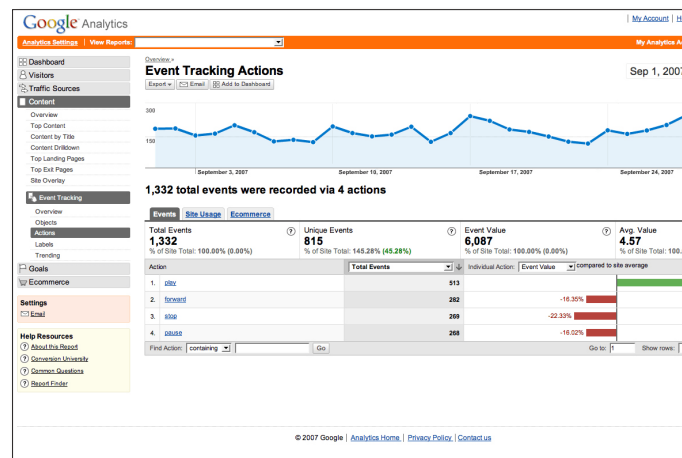 Google Analytics
My Account | H
Analytics Settings | View Reports:
My Analytics A
Dashboard
Visitors
Traffic Sources
Content
Overview
Top Content
Content by Title
Content Drilldown
Top Landing Pages
Top Exit Pages
Site Overlay
Event Tracking
Overview
Objects
Actions
Labels
Trending
Goals
Ecommerce
Settings
Email
Help Resources
About this Report
Conversion University
Common Questions
Report Finder
Overview »
Event Tracking Actions
Sep 1, 2007
Export Email Add to Dashboard
300
150
September 3, 2007 September 10, 2007 September 17, 2007 September 24, 2007
1,332 total events were recorded via 4 actions
Events Site Usage Ecommerce
Total Events ? Unique Events ? Event Value ? Avg. Value
1,332 815 6,087 4.57
% of Site Total: 100.00% (0.00%) % of Site Total: 145.28% (45.28%) % of Site Total: 100.00% (0.00%) % of Site Total: 100.
Action Total Events Individual Action: Event Value compared to site average
1. play 513
2. forward 282 -16.35%
3. stop 269 -22.33%
4. pause 268 -16.02%
Find Action: containing Go Go to: 1 Show rows:
© 2007 Google | Analytics Home | Privacy Policy | Contact us